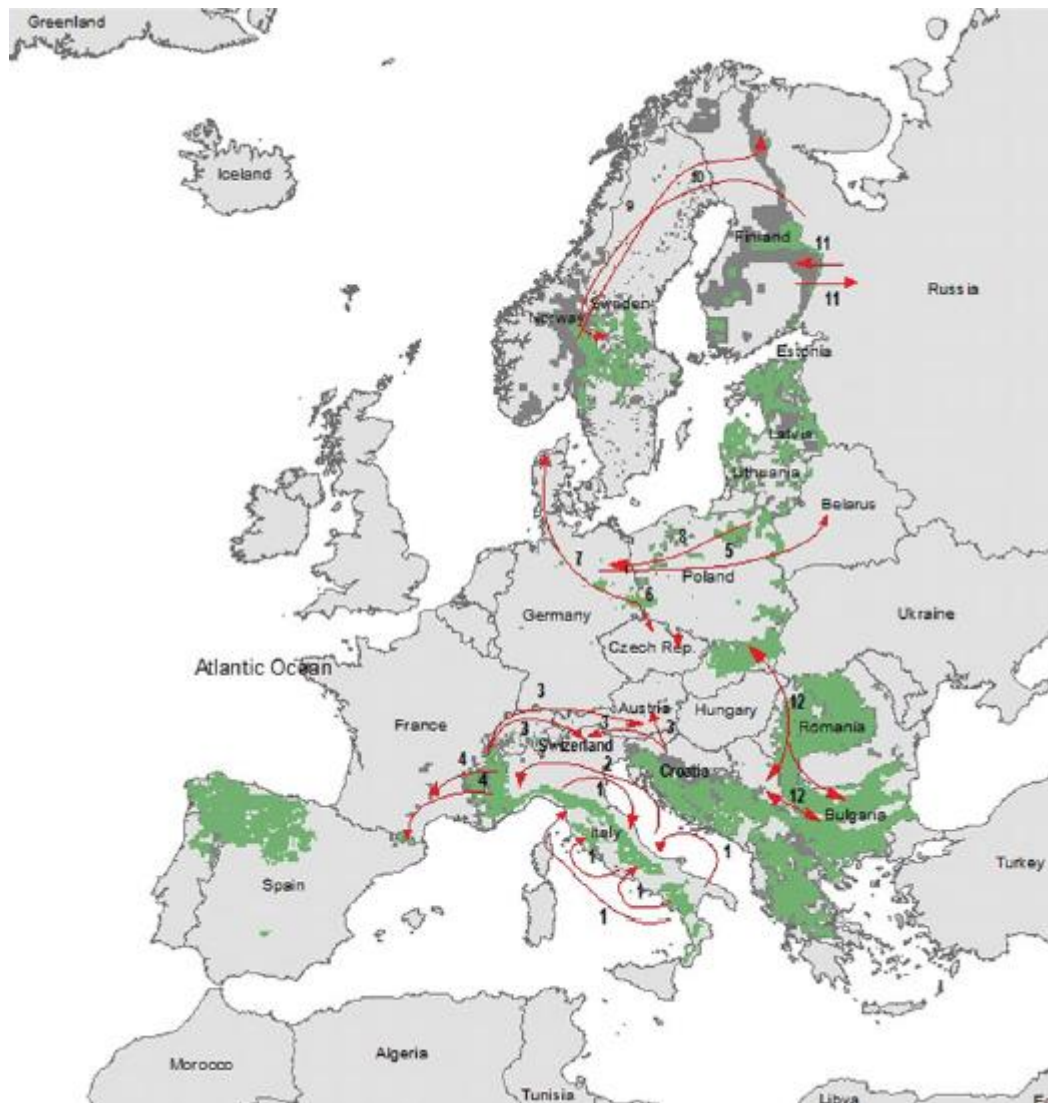 Greenland
Iceland
10
9
Finland
11
11
Russia
Sweden
Norway
Estonia
Latvia
Lithuania
Belarus
8
5
7
Poland
6
Germany
Ukraine
Czech Rep.
Atlantic Ocean
3
Austria
Hungary
12
Romania
France
3
3
3
Swizerland
Croatia
4
4
2
1
12
Bulgaria
Italy
1
1
1
1
Spain
Turkey
Morocco
Algeria
Tunisia
Libya